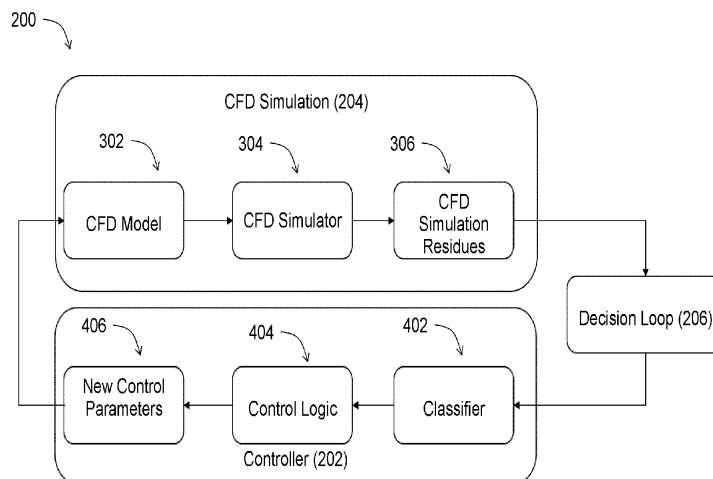 200
CFD Simulation (204)
302
304
306
CFD Model
CFD Simulator
CFD
Simulation
Residues
Decision Loop (206)
406
404
402
New Control
Parameters
Control Logic
Classifier
Controller (202)